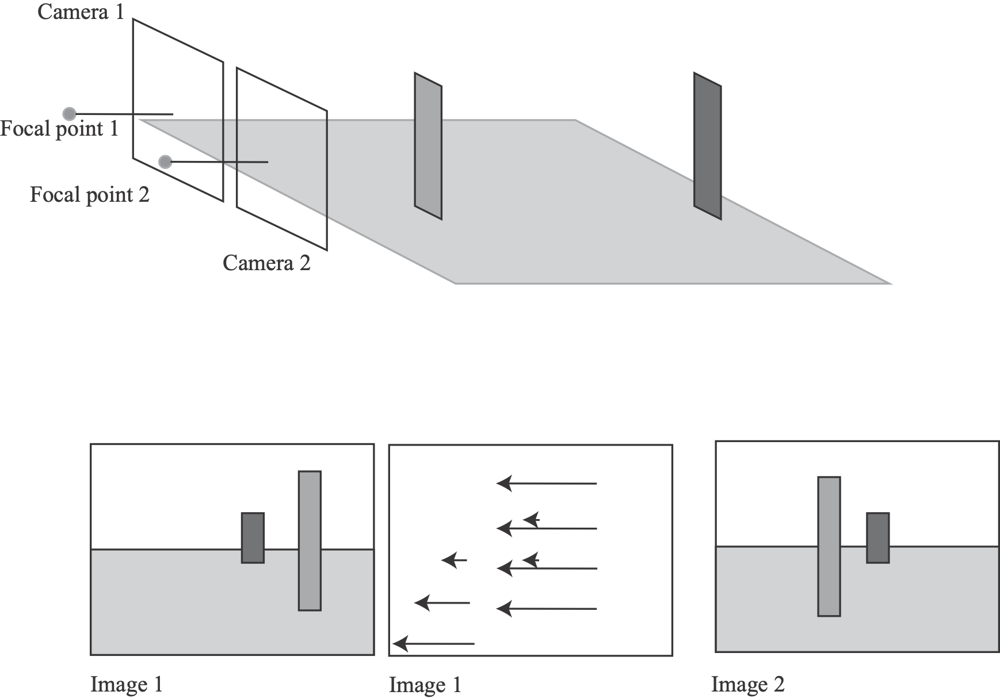 Camera 1
Focal point 1
Focal point 2
Camera 2
Image 1
Image 1
Image 2